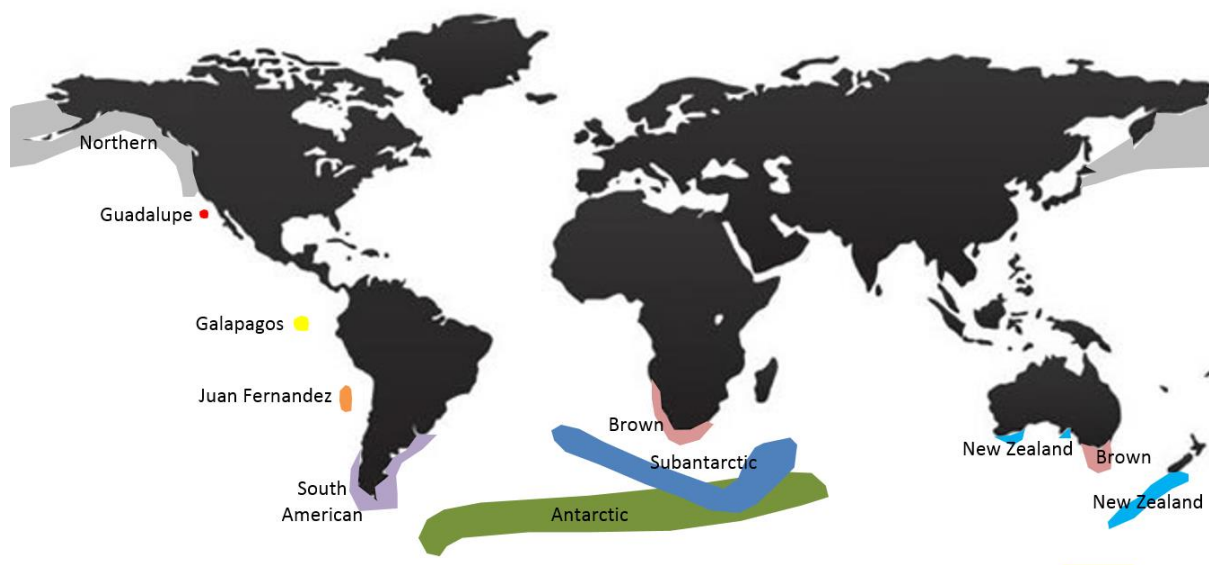 Northern
Guadalupe
Galapagos
Juan Fernandez
Brown
New Zealand
Brown
Subantarctic
South
American
New Zealand
Antarctic